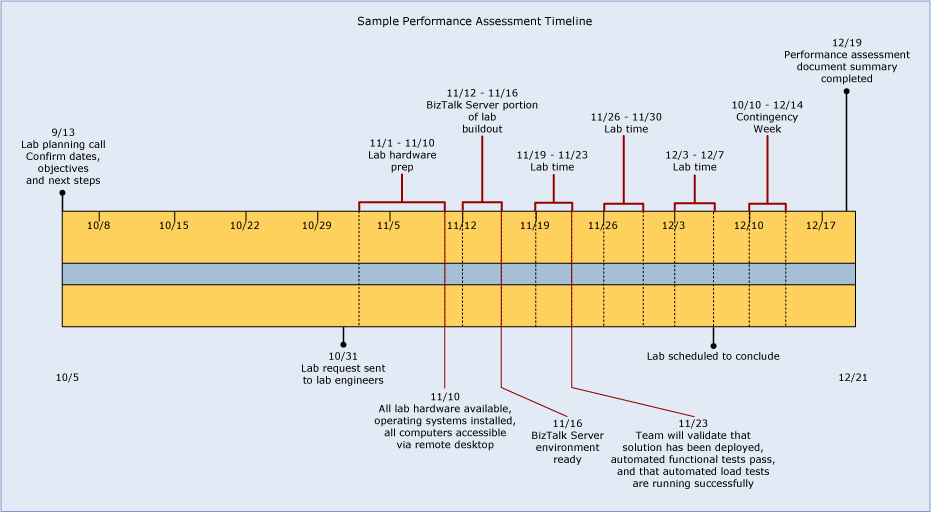 Sample Performance Assessment Timeline
12/19
Performance assessment
document summary
completed
11/12 - 11/16
BizTalk Server portion
of lab
buildout
10/10 - 12/14
Contingency
Week
11/26 - 11/30
Lab time
9/13
Lab planning call
Confirm dates,
objectives
and next steps
11/1 - 11/10
Lab hardware
prep
11/19 - 11/23
Lab time
12/3 - 12/7
Lab time
10/8 10/15 10/22 10/29 11/5 11/12 11/19 11/26 12/3 12/10 12/17
10/31
Lab request sent
to lab engineers
Lab scheduled to conclude
10/5
12/21
11/10
All lab hardware available,
operating systems installed,
all computers accessible
via remote desktop
11/16
BizTalk Server
environment
ready
11/23
Team will validate that
solution has been deployed,
automated functional tests pass,
and that automated load tests
are running successfully